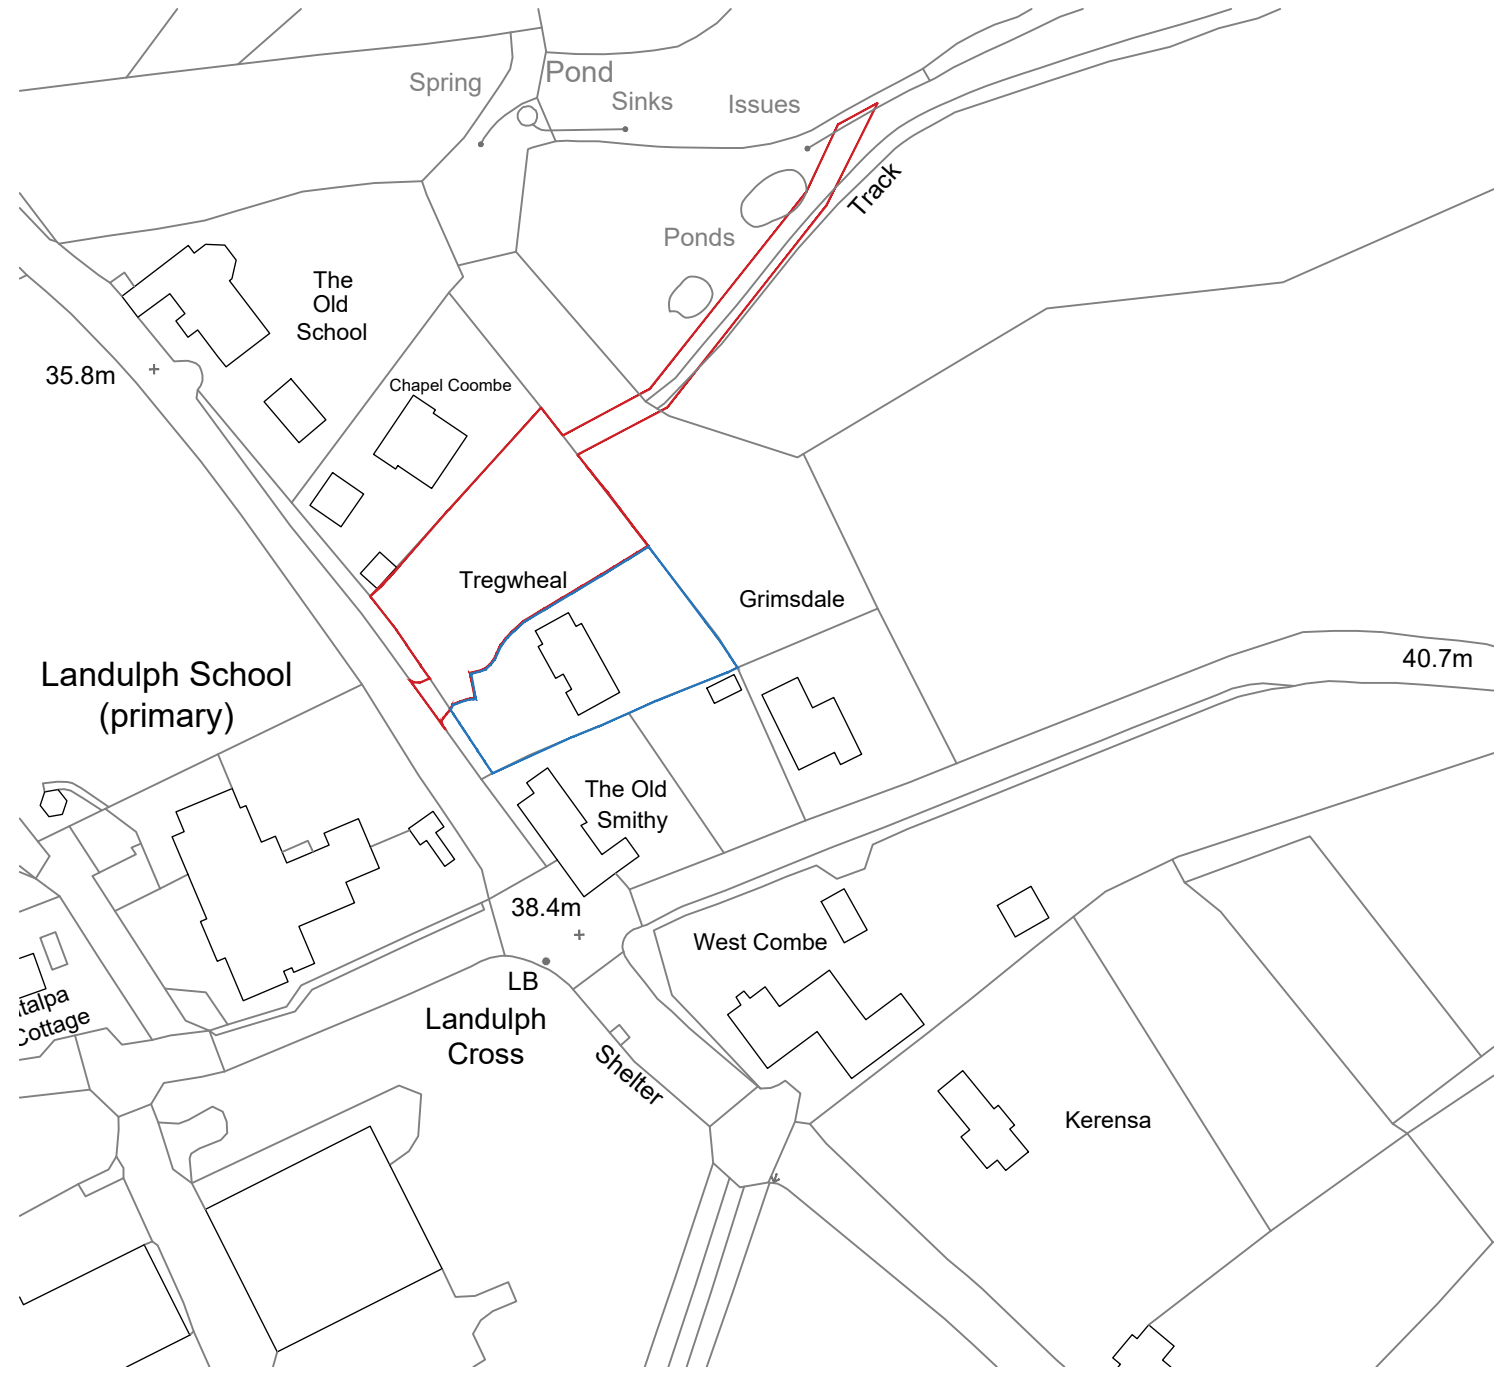 Spring
Pond
Sinks
Issues
Track
Ponds
The
Old
School
35.8m
Chapel Coombe
Tregwheal
Grimsdale
40.7m
Landulph School
(primary)
The Old
Smithy
38.4m
West Combe
LB
talpa
Cottage
Landulph
Cross
Shelter
Kerensa